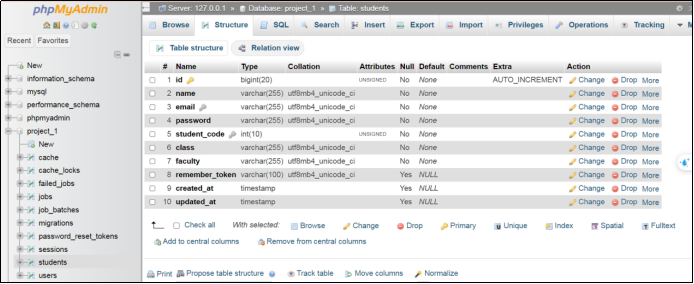 phpMyAdmin
Recent Favorites
New
information_schema
mysql
performance_schema
phpmyadmin
project_1
New
cache
cache_locks
failed_jobs
jobs
job_batches
migrations
password_reset_tokens
sessions
students
users
Server: 127.0.0.1 » Database: project_1 » Table: students
Browse Structure SQL Search Insert Export Import Privileges Operations Tracking
Table structure Relation view
# Name Type Collation Attributes Null Default Comments Extra Action
1 id bigint(20) UNSIGNED No None AUTO_INCREMENT Change Drop More
2 name varchar(255) utf8mb4_unicode_ci No None Change Drop More
3 email varchar(255) utf8mb4_unicode_ci No None Change Drop More
4 password varchar(255) utf8mb4_unicode_ci No None Change Drop More
5 student_code int(10) UNSIGNED No None Change Drop More
6 class varchar(255) utf8mb4_unicode_ci No None Change Drop More
7 faculty varchar(255) utf8mb4_unicode_ci No None Change Drop More
8 remember_token varchar(100) utf8mb4_unicode_ci Yes NULL Change Drop More
9 created_at timestamp Yes NULL Change Drop More
10 updated_at timestamp Yes NULL Change Drop More
Check all With selected: Browse Change Drop Primary Unique Index Spatial Fulltext
Add to central columns Remove from central columns
Print Propose table structure Track table Move columns Normalize